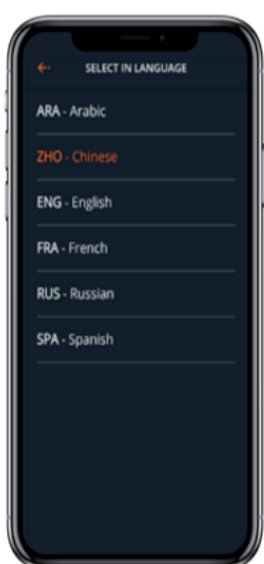 SELECT IN LANGUAGE
ARA - Arabic
ZHO - Chinese
ENG - English
FRA - French
RUS - Russian
SPA - Spanish